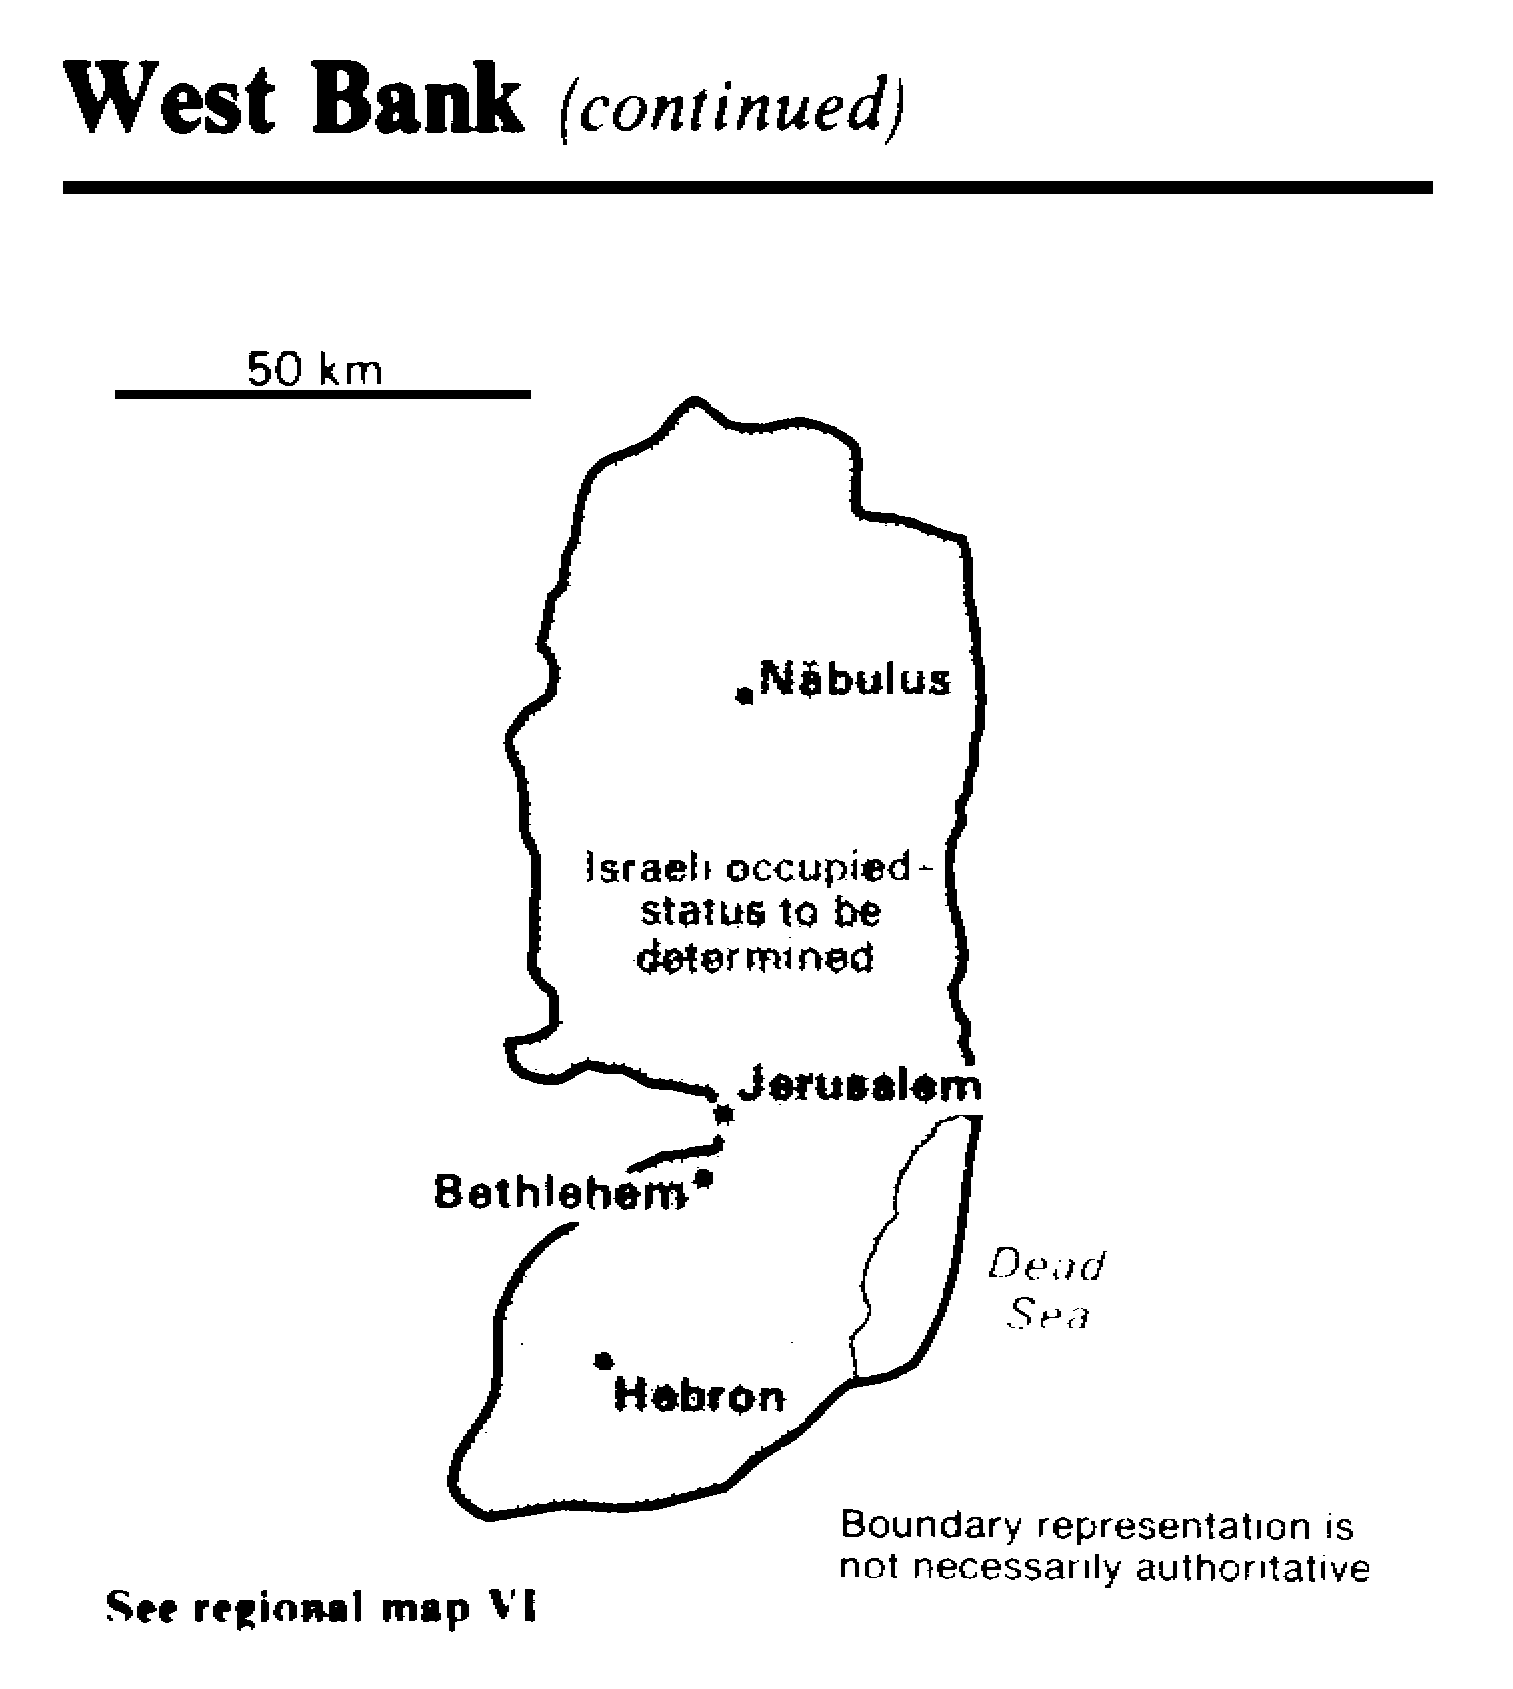 West Bank (continued)
50 km
Nābulus
Israeli occupied-
status to be
determined
Jerusalem
Bethlehem
Dead
Sea
Hebron
Boundary representation is
not necessarily authoritative
See regional map VI